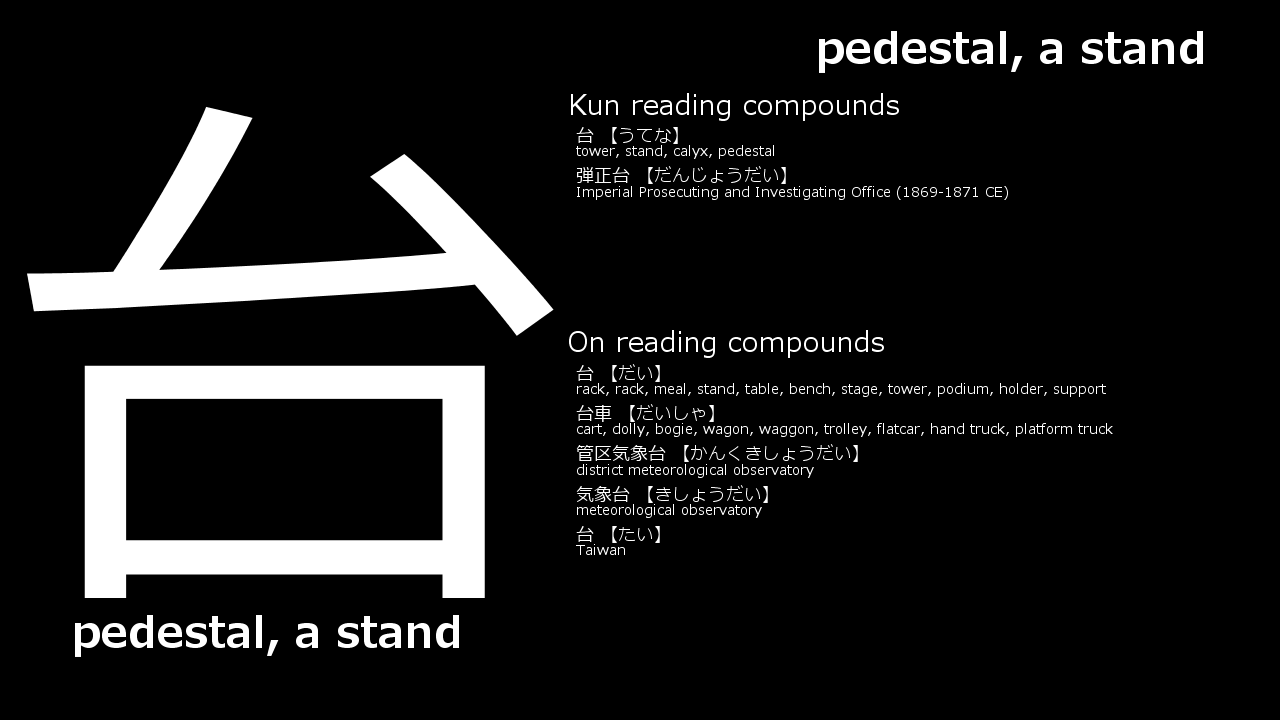 pedestal, a stand
台
pedestal, a stand
Kun reading compounds
台 【うてな】
tower, stand, calyx, pedestal
弾正台 【だんじょうだい】
Imperial Prosecuting and Investigating Office (1869-1871 CE)
On reading compounds
台 【だい】
rack, rack, meal, stand, table, bench, stage, tower, podium, holder, support
台車 【だいしゃ】
cart, dolly, bogie, wagon, waggon, trolley, flatcar, hand truck, platform truck
管区気象台 【かんくきしょうだい】
district meteorological observatory
気象台 【きしょうだい】
meteorological observatory
台 【たい】
Taiwan